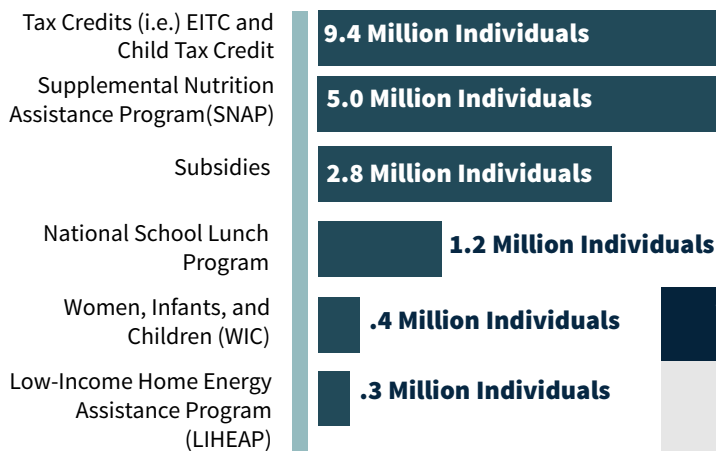 Tax Credits (i.e.) EITC and
Child Tax Credit
9.4 Million Individuals
Supplemental Nutrition
Assistance Program(SNAP)
5.0 Million Individuals
Subsidies
2.8 Million Individuals
National School Lunch
Program
1.2 Million Individuals
Women, Infants, and
Children (WIC)
.4 Million Individuals
Low-Income Home Energy
Assistance Program
(LIHEAP)
.3 Million Individuals